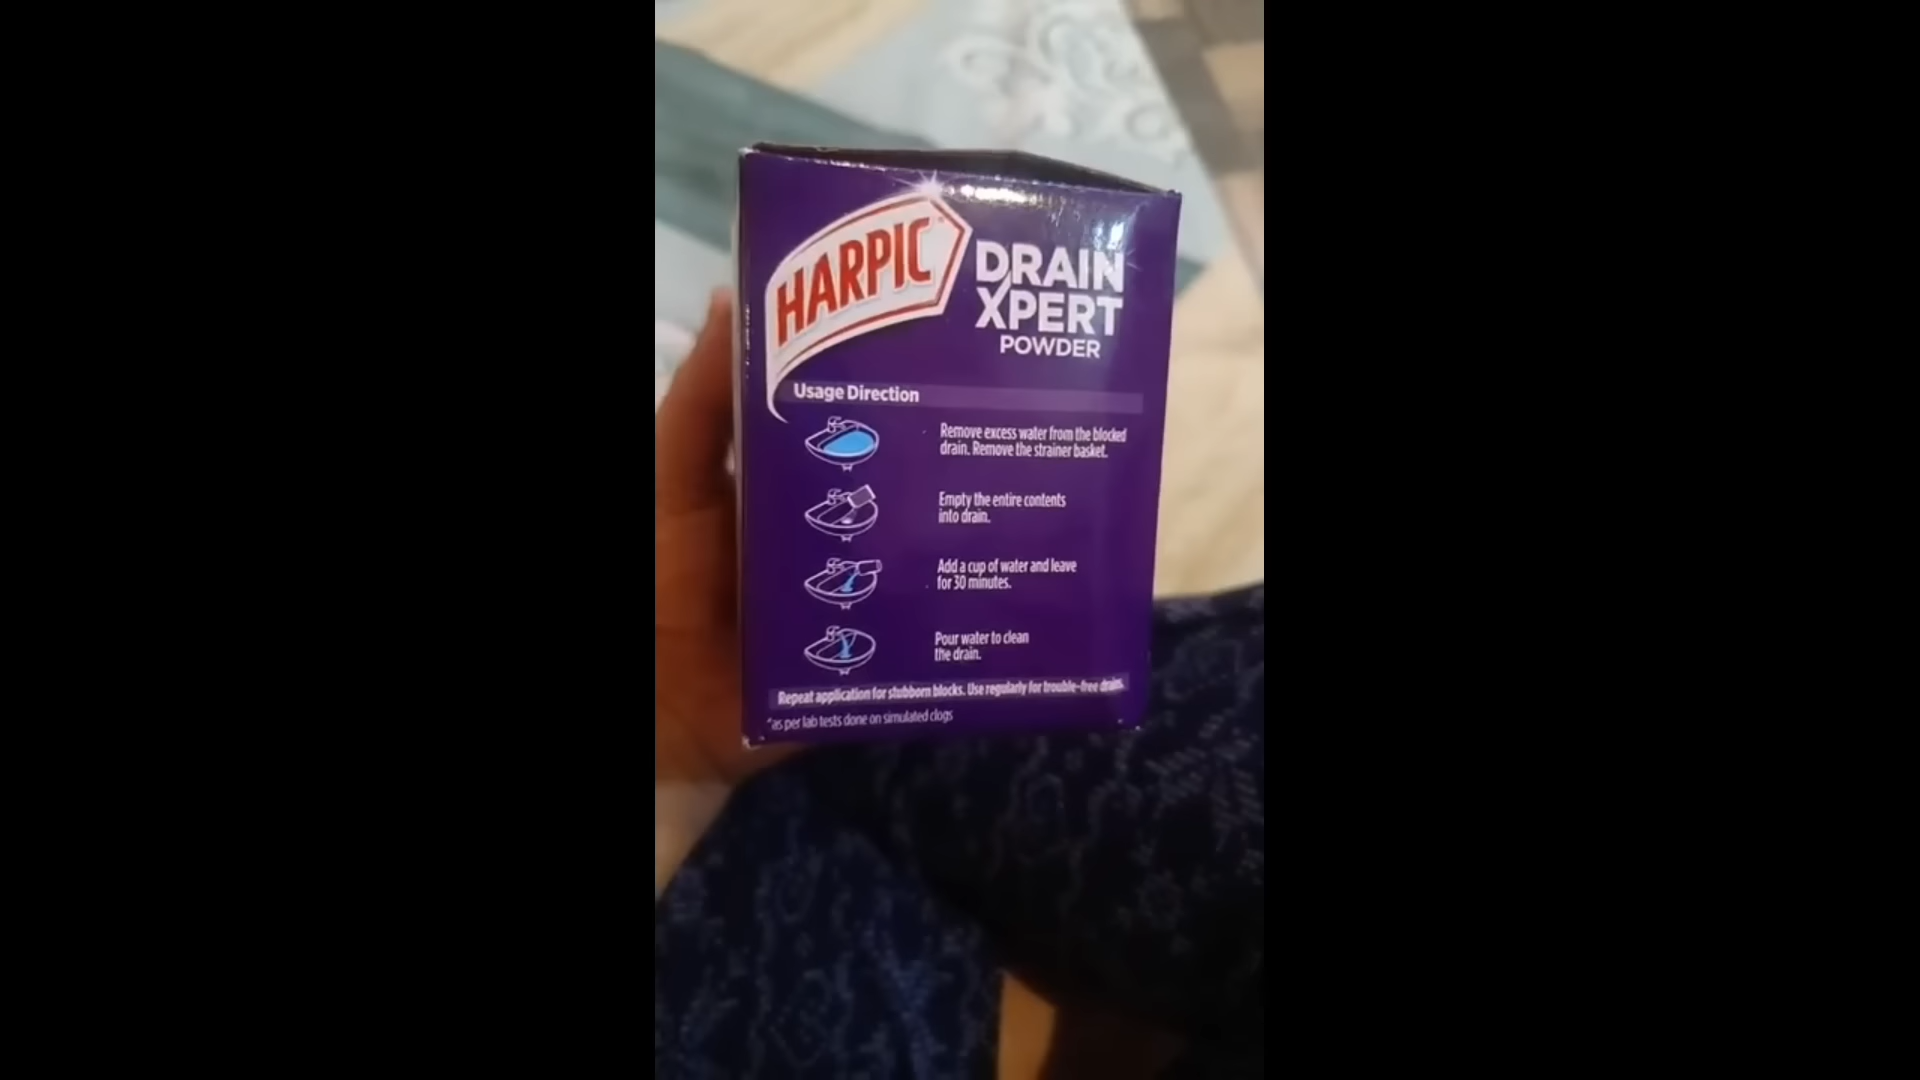 HARPIC
DRAIN
XPERT
POWDER
Usage Direction
Remove excess water from the blocked
drain. Remove the strainer basket.
Empty the entire contents
into drain.
Add a cup of water and leave
for 30 minutes.
Pour water to clean
the drain.
Repeat application for stubborn blocks. Use regularly for trouble-free drain.
*as per lab tests done on simulated clogs